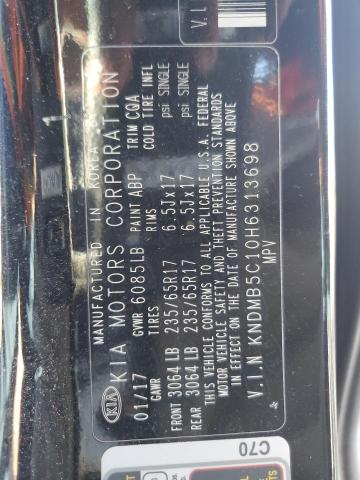 MANUFACTURED IN KOREA
KIA KIA MOTORS CORPORATION
01/17 GVWR 6085LB PAINT ABP TRIM CQA
GAWR TIRES RIMS COLD TIRE INFL
FRONT 3064 LB 235/65R17 6.5Jx17 psi SINGLE
REAR 3064 LB 235/65R17 6.5Jx17 psi SINGLE
THIS VEHICLE CONFORMS TO ALL APPLICABLE U.S.A. FEDERAL
MOTOR VEHICLE SAFETY AND THEFT PREVENTION STANDARDS
IN EFFECT ON THE DATE OF MANUFACTURE SHOWN ABOVE
V.I.N KNDMB5C10H6313698
MPV
C70
V. I